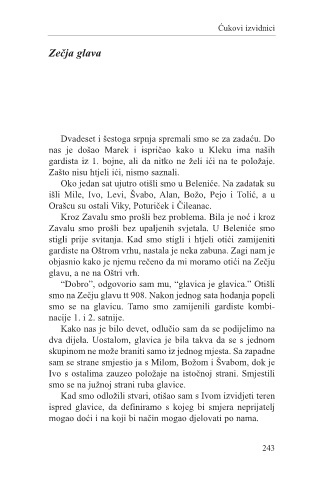 Ćukovi izvidnici
Zečja glava
Dvadeset i šestoga srpnja spremali smo se za zadaću. Do
nas je došao Marek i ispričao kako u Kleku ima naših
gardista iz 1. bojne, ali da nitko ne želi ići na te položaje.
Zašto nisu htjeli ići, nismo saznali.
Oko jedan sat ujutro otišli smo u Beleniće. Na zadatak su
išli Mile, Ivo, Levi, Švabo, Alan, Božo, Pejo i Tolić, a u
Orašcu su ostali Viky, Poturiček i Čileanac.
Kroz Zavalu smo prošli bez problema. Bila je noć i kroz
Zavalu smo prošli bez upaljenih svjetala. U Beleniće smo
stigli prije svitanja. Kad smo stigli i htjeli otići zamijeniti
gardiste na Oštrom vrhu, nastala je neka zabuna. Zagi nam je
objasnio kako je njemu rečeno da mi moramo otići na Zečju
glavu, a ne na Oštri vrh.
“Dobro”, odgovorio sam mu, “glavica je glavica.” Otišli
smo na Zečju glavu tt 908. Nakon jednog sata hodanja popeli
smo se na glavicu. Tamo smo zamijenili gardiste kombi-
nacije 1. i 2. satnije.
Kako nas je bilo devet, odlučio sam da se podijelimo na
dva dijela. Uostalom, glavica je bila takva da se s jednom
skupinom ne može braniti samo iz jednog mjesta. Sa zapadne
sam se strane smjestio ja s Milom, Božom i Švabom, dok je
Ivo s ostalima zauzeo položaje na istočnoj strani. Smjestili
smo se na južnoj strani ruba glavice.
Kad smo odložili stvari, otišao sam s Ivom izvidjeti teren
ispred glavice, da definiramo s kojeg bi smjera neprijatelj
mogao doći i na koji bi način mogao djelovati po nama.
243